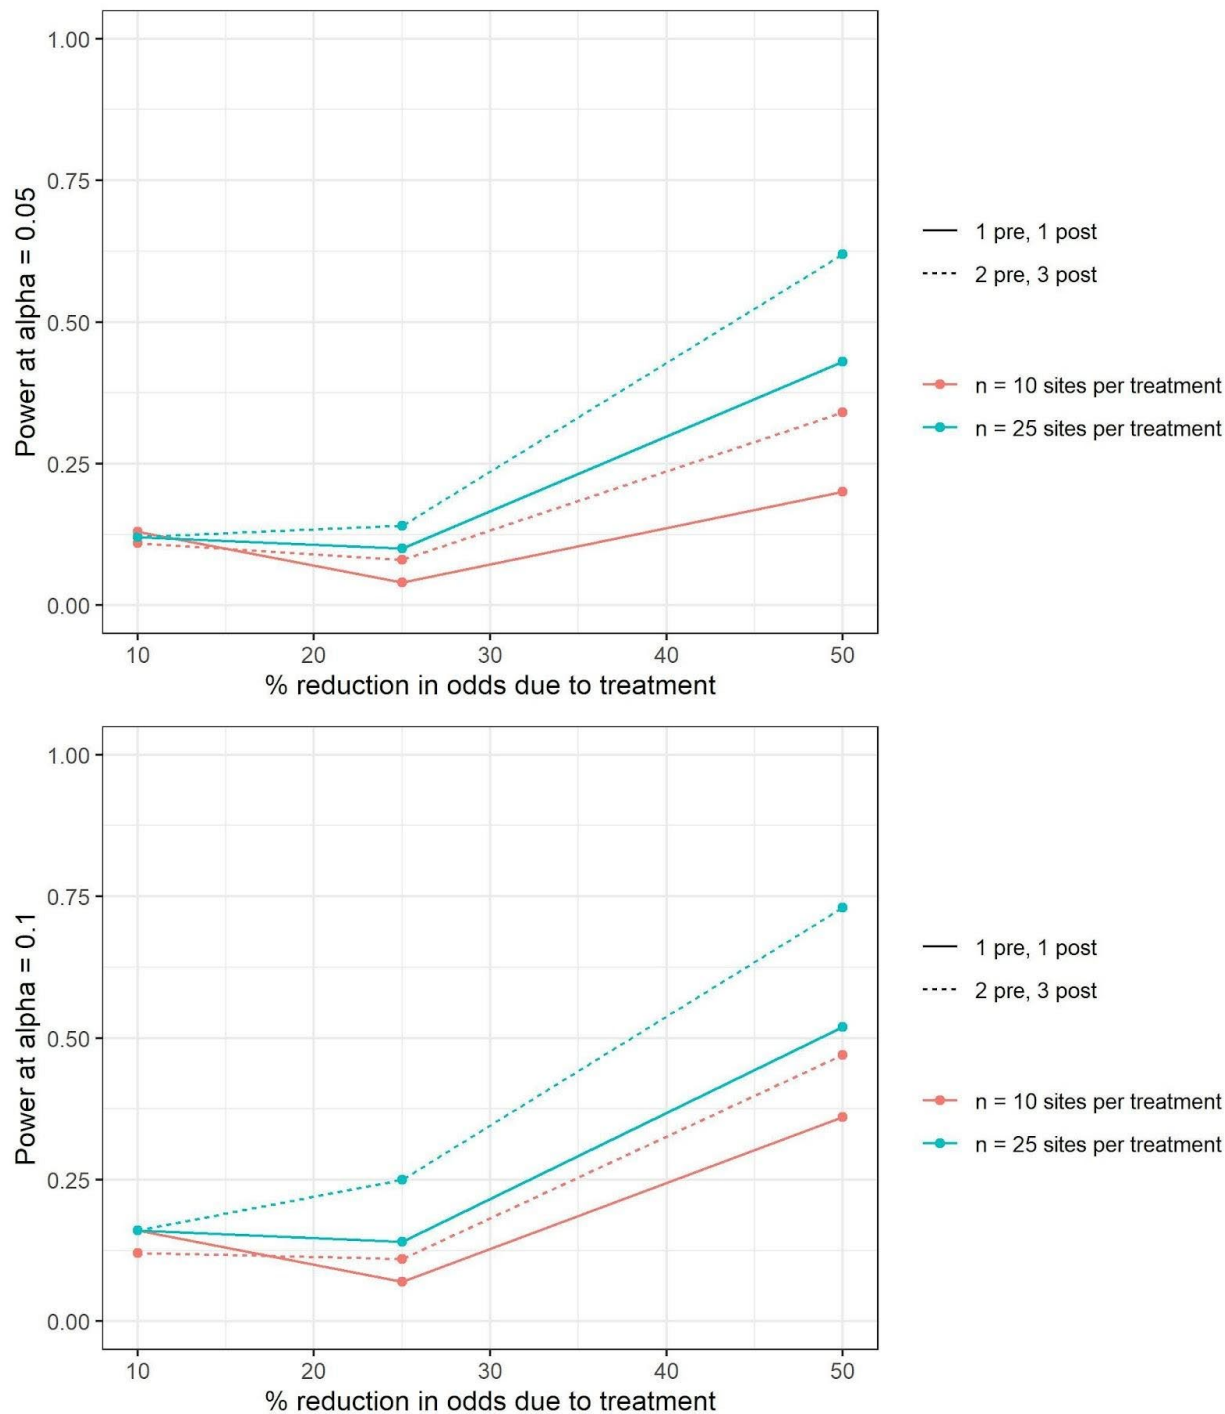 1.00
0.75
0.50
0.25
0.00
Power at alpha = 0.05
10 20 30 40 50
% reduction in odds due to treatment
1 pre, 1 post
2 pre, 3 post
n = 10 sites per treatment
n = 25 sites per treatment
1.00
0.75
0.50
0.25
0.00
Power at alpha = 0.1
10 20 30 40 50
% reduction in odds due to treatment
1 pre, 1 post
2 pre, 3 post
n = 10 sites per treatment
n = 25 sites per treatment